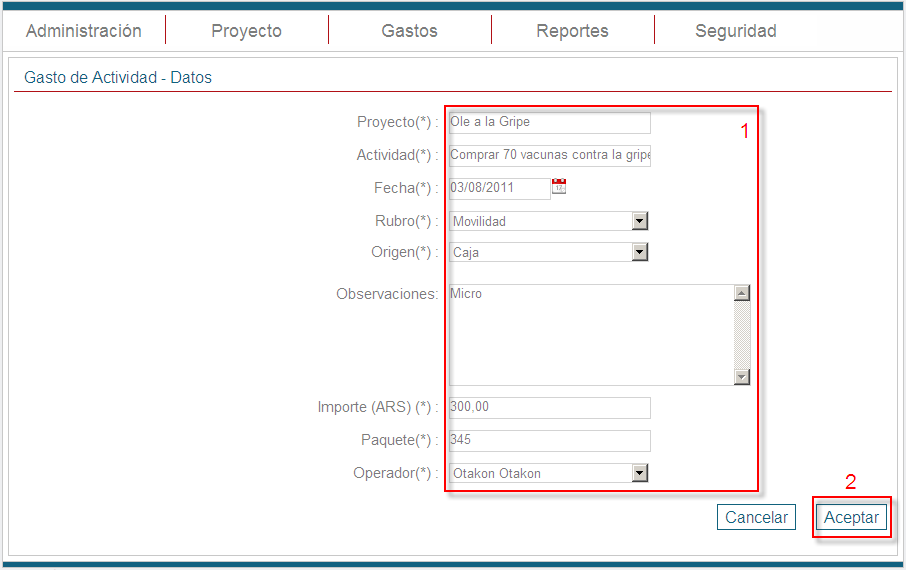 Administración Proyecto Gastos Reportes Seguridad
Gasto de Actividad - Datos
Proyecto(*) : Ole a la Gripe
1
Actividad(*) : Comprar 70 vacunas contra la gripe
Fecha(*) : 03/08/2011
Rubro(*) : Movilidad
Origen(*) : Caja
Observaciones: Micro
Importe (ARS) (*) : 300,00
Paquete(*) : 345
Operador(*) : Otakon Otakon
2
Cancelar Aceptar